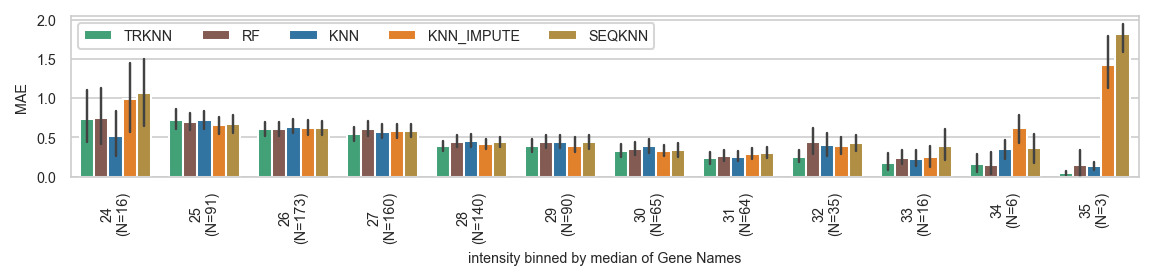 2.0
1.5
1.0
0.5
0.0
MAE
TRKNN RF KNN KNN_IMPUTE SEQKNN
24
(N=16)
25
(N=91)
26
(N=173)
27
(N=160)
28
(N=140)
29
(N=90)
30
(N=65)
31
(N=64)
32
(N=35)
33
(N=16)
34
(N=6)
35
(N=3)
intensity binned by median of Gene Names